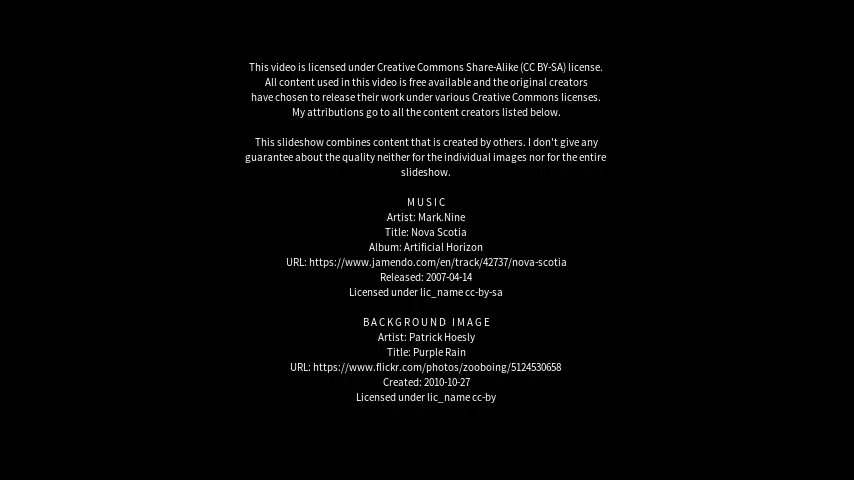 This video is licensed under Creative Commons Share-Alike (CC BY-SA) license.
All content used in this video is free available and the original creators
have chosen to release their work under various Creative Commons licenses.
My attributions go to all the content creators listed below.
This slideshow combines content that is created by others. I don't give any
guarantee about the quality neither for the individual images nor for the entire
slideshow.
MUSIC
Artist: Mark.Nine
Title: Nova Scotia
Album: Artificial Horizon
URL: https://www.jamendo.com/en/track/42737/nova-scotia
Released: 2007-04-14
Licensed under lic_name cc-by-sa
BACKGROUND IMAGE
Artist: Patrick Hoesly
Title: Purple Rain
URL: https://www.flickr.com/photos/zooboing/5124530658
Created: 2010-10-27
Licensed under lic_name cc-by